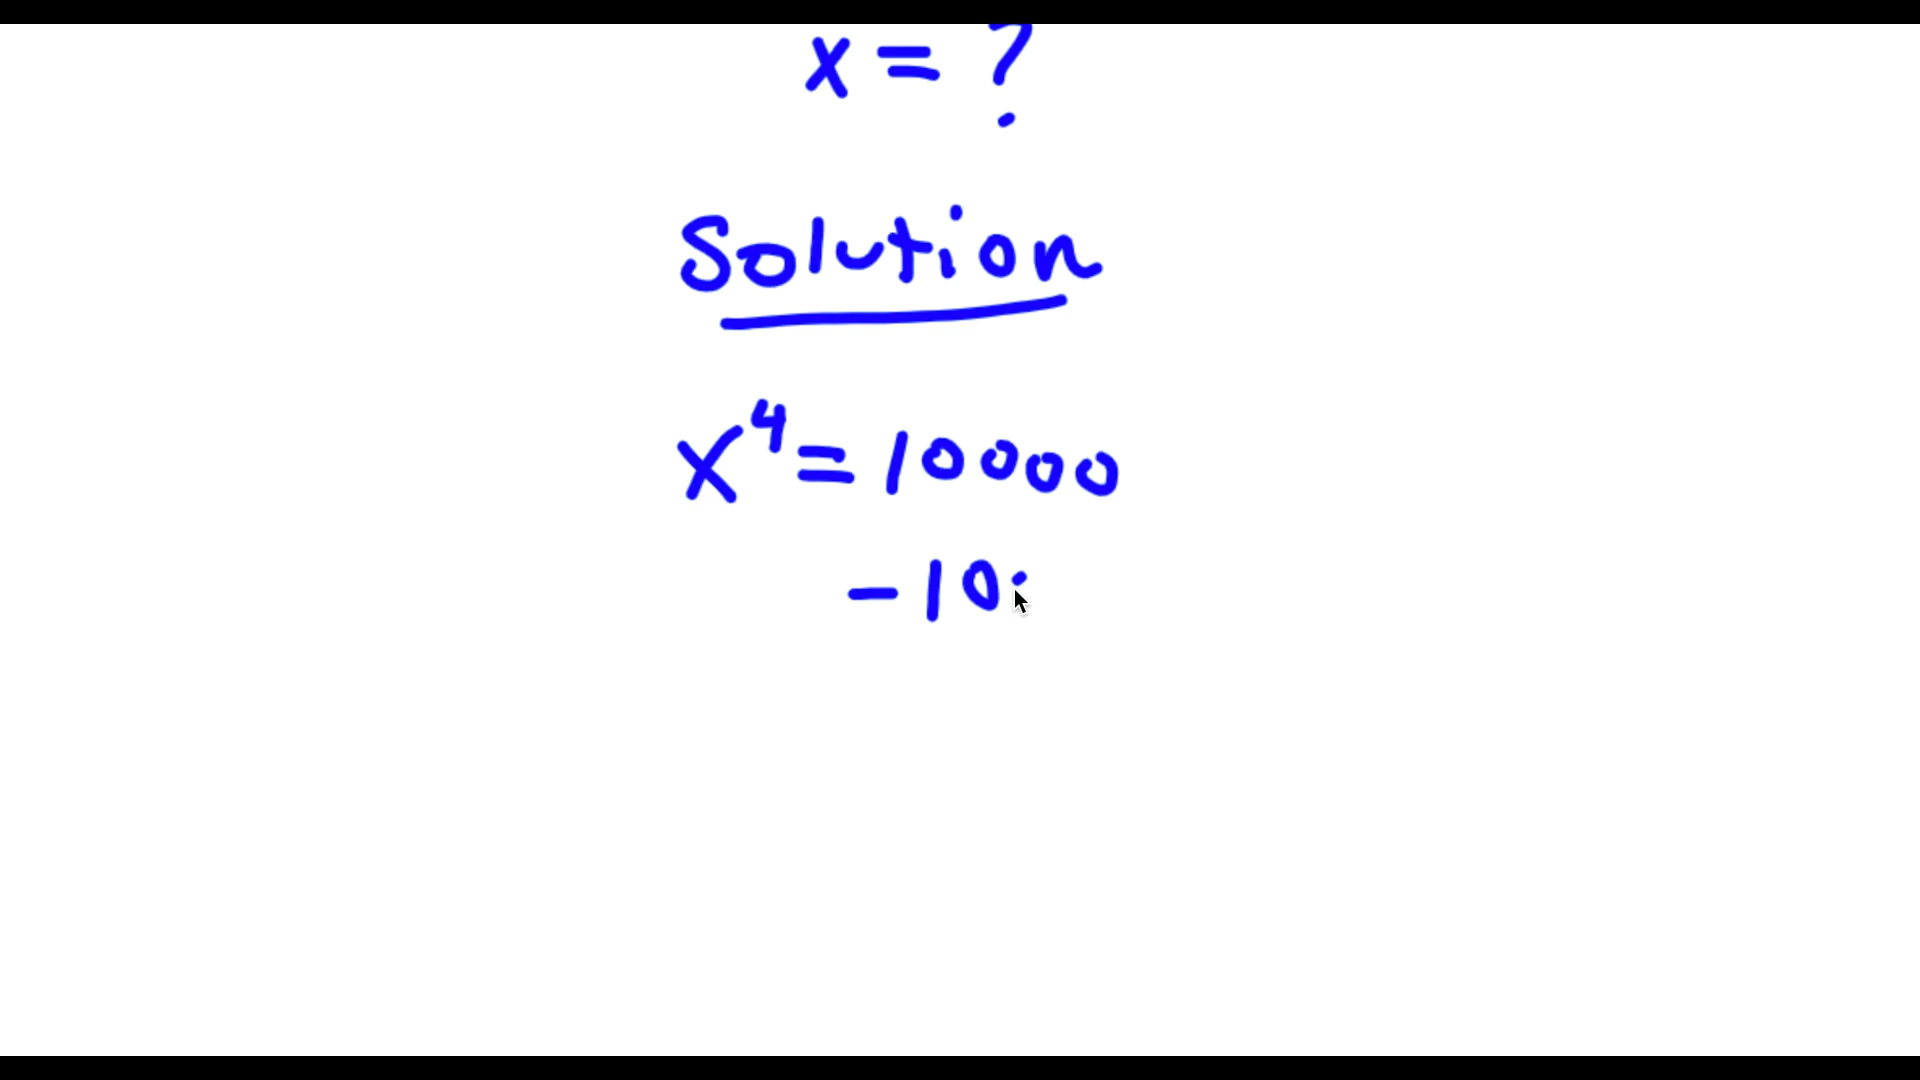 x = ?
Solution
x⁴ = 10000
- 10